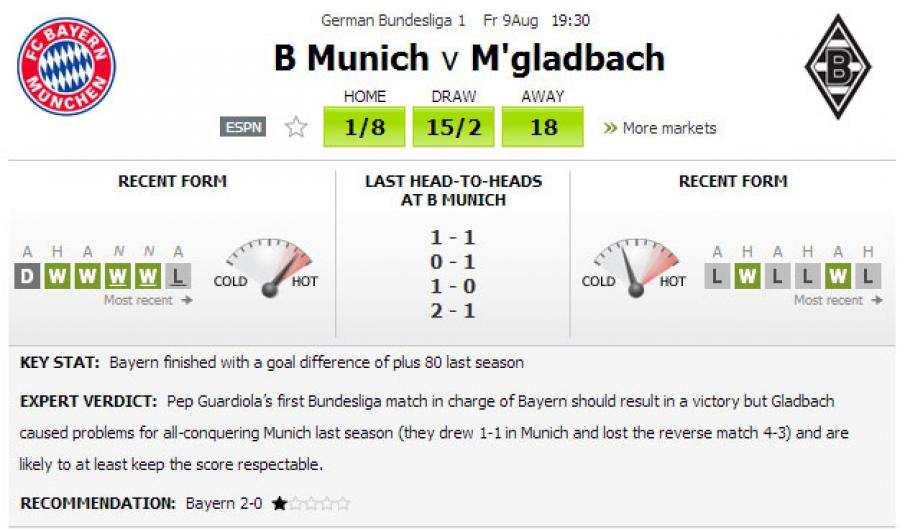 German Bundesliga 1 Fr 9Aug 19:30
FC BAYERN MÜNCHEN
B Munich v M'gladbach
B
HOME DRAW AWAY
ESPN 1/8 15/2 18 » More markets
RECENT FORM
LAST HEAD-TO-HEADS
AT B MUNICH
RECENT FORM
A H A N N A
D W W W W L
Most recent →
COLD HOT
1 - 1
0 - 1
1 - 0
2 - 1
COLD HOT
A H A H A H
L W L L W L
Most recent →
KEY STAT: Bayern finished with a goal difference of plus 80 last season
EXPERT VERDICT: Pep Guardiola's first Bundesliga match in charge of Bayern should result in a victory but Gladbach
caused problems for all-conquering Munich last season (they drew 1-1 in Munich and lost the reverse match 4-3) and are
likely to at least keep the score respectable.
RECOMMENDATION: Bayern 2-0